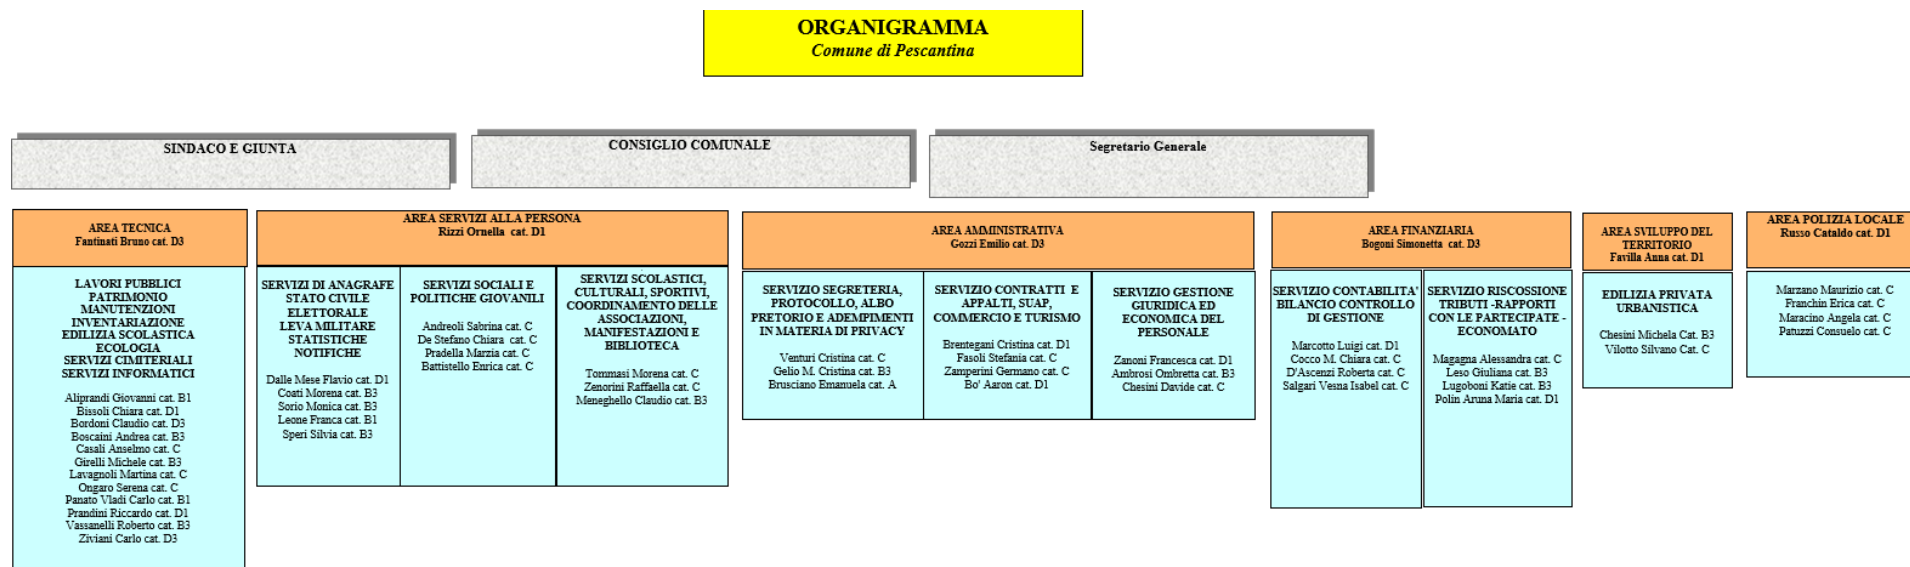 ORGANIGRAMMA
Comune di Pescantina
SINDACO E GIUNTA
CONSIGLIO COMUNALE
Segretario Generale
AREA TECNICA
Fantinati Bruno cat. D3
LAVORI PUBBLICI
PATRIMONIO
MANUTENZIONI
INVENTARIAZIONE
EDILIZIA SCOLASTICA
ECOLOGIA
SERVIZI CIMITERIALI
SERVIZI INFORMATICI
Aliprandi Giovanni cat. B1
Bissoli Chiara cat. D1
Bordoni Claudio cat. D3
Boscaini Andrea cat. B3
Casali Anselmo cat. C
Girelli Michele cat. B3
Lavagnoli Martina cat. C
Ongaro Serena cat. C
Panato Vladi Carlo cat. B1
Prandini Riccardo cat. D1
Vassanelli Roberto cat. B3
Ziviani Carlo cat. D3
AREA SERVIZI ALLA PERSONA
Rizzi Ornella cat. D1
SERVIZI DI ANAGRAFE
STATO CIVILE
ELETTORALE
LEVA MILITARE
STATISTICHE
NOTIFICHE
Dalle Mese Flavio cat. D1
Coati Morena cat. B3
Sorio Monica cat. B3
Leone Franca cat. B1
Speri Silvia cat. B3
SERVIZI SOCIALI E
POLITICHE GIOVANILI
Andreoli Sabrina cat. C
De Stefano Chiara cat. C
Pradella Marzia cat. C
Battistello Enrica cat. C
SERVIZI SCOLASTICI,
CULTURALI, SPORTIVI,
COORDINAMENTO DELLE
ASSOCIAZIONI,
MANIFESTAZIONI E
BIBLIOTECA
Tommasi Morena cat. C
Zenorini Raffaella cat. C
Meneghello Claudio cat. B3
AREA AMMINISTRATIVA
Gozzi Emilio cat. D3
SERVIZIO SEGRETERIA,
PROTOCOLLO, ALBO
PRETORIO E ADEMPIMENTI
IN MATERIA DI PRIVACY
Venturi Cristina cat. C
Gelio M. Cristina cat. B3
Brusciano Emanuela cat. A
SERVIZIO CONTRATTI E
APPALTI, SUAP,
COMMERCIO E TURISMO
Brentegani Cristina cat. D1
Fasoli Stefania cat. C
Zamperini Germano cat. C
Bo' Aaron cat. D1
SERVIZIO GESTIONE
GIURIDICA ED
ECONOMICA DEL
PERSONALE
Zanoni Francesca cat. D1
Ambrosi Ombretta cat. B3
Chesini Davide cat. C
AREA FINANZIARIA
Bogoni Simonetta cat. D3
SERVIZIO CONTABILITA'
BILANCIO CONTROLLO
DI GESTIONE
Marcotto Luigi cat. D1
Cocco M. Chiara cat. C
D'Ascenzi Roberta cat. C
Salgari Vesna Isabel cat. C
SERVIZIO RISCOSSIONE
TRIBUTI -RAPPORTI
CON LE PARTECIPATE -
ECONOMATO
Magagna Alessandra cat. C
Leso Giuliana cat. B3
Lugoboni Katie cat. B3
Polin Aruna Maria cat. D1
AREA SVILUPPO DEL
TERRITORIO
Favilla Anna cat. D1
EDILIZIA PRIVATA
URBANISTICA
Chesini Michela Cat. B3
Vilotto Silvano Cat. C
AREA POLIZIA LOCALE
Russo Cataldo cat. D1
Marzano Maurizio cat. C
Franchin Erica cat. C
Maracino Angela cat. C
Patuzzi Consuelo cat. C